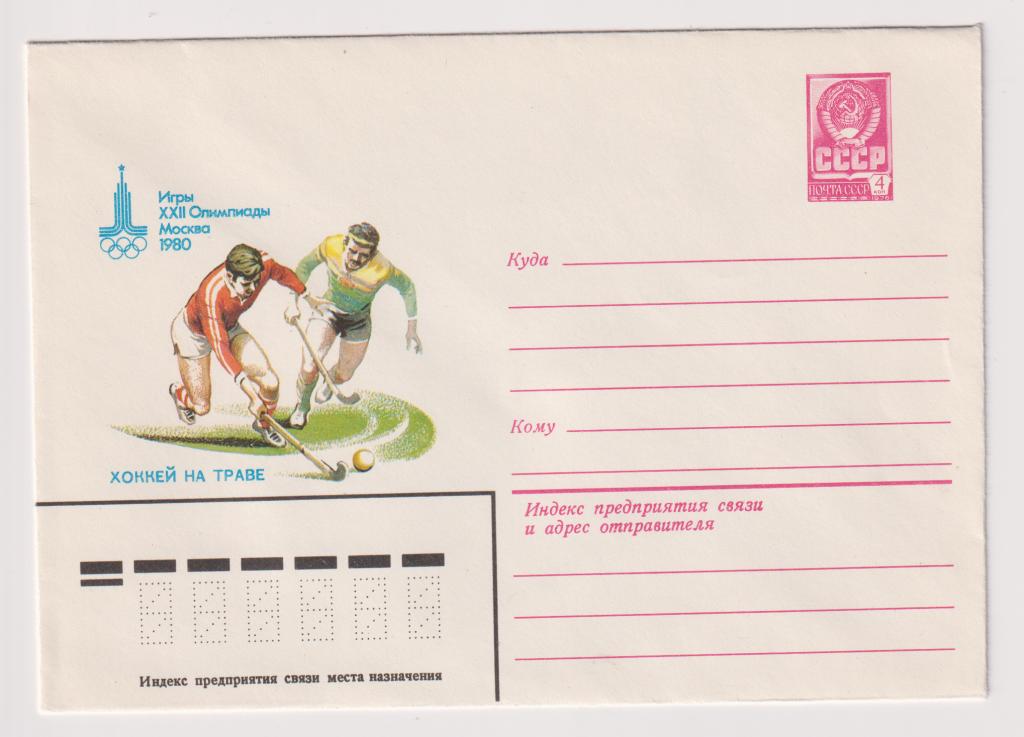 Игры
XXII Олимпиады
Москва
1980
ХОККЕЙ НА ТРАВЕ
СССР
ПОЧТА СССР 4
КОП
1976
Куда
Кому
Индекс предприятия связи
и адрес отправителя
Индекс предприятия связи места назначения